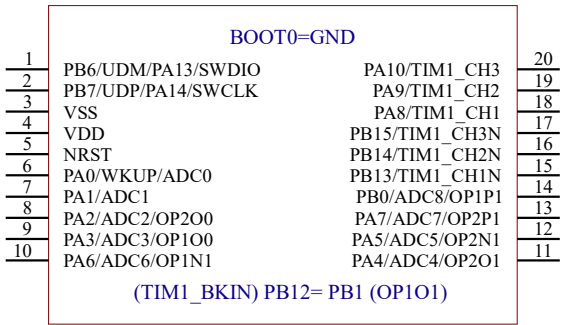 BOOT0=GND
1 PB6/UDM/PA13/SWDIO PA10/TIM1_CH3 20
2 PB7/UDP/PA14/SWCLK PA9/TIM1_CH2 19
3 VSS PA8/TIM1_CH1 18
4 VDD PB15/TIM1_CH3N 17
5 NRST PB14/TIM1_CH2N 16
6 PA0/WKUP/ADC0 PB13/TIM1_CH1N 15
7 PA1/ADC1 PB0/ADC8/OP1P1 14
8 PA2/ADC2/OP2O0 PA7/ADC7/OP2P1 13
9 PA3/ADC3/OP1O0 PA5/ADC5/OP2N1 12
10 PA6/ADC6/OP1N1 PA4/ADC4/OP2O1 11
(TIM1_BKIN) PB12= PB1 (OP1O1)